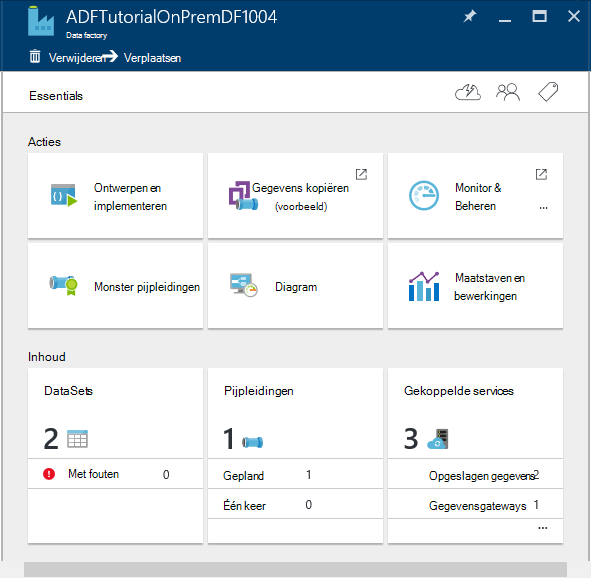 ADFTutorialOnPremDF1004
Data factory
Verwijderen Verplaatsen
Essentials
Acties
Ontwerpen en
implementeren
Gegevens kopiëren
(voorbeeld)
Monitor &
Beheren
...
Monster pijpleidingen
Diagram
Maatstaven en
bewerkingen
Inhoud
DataSets
2
Met fouten 0
Pijpleidingen
1
Gepland 1
Één keer 0
Gekoppelde services
3
Opgeslagen gegevens 2
Gegevensgateways 1
...